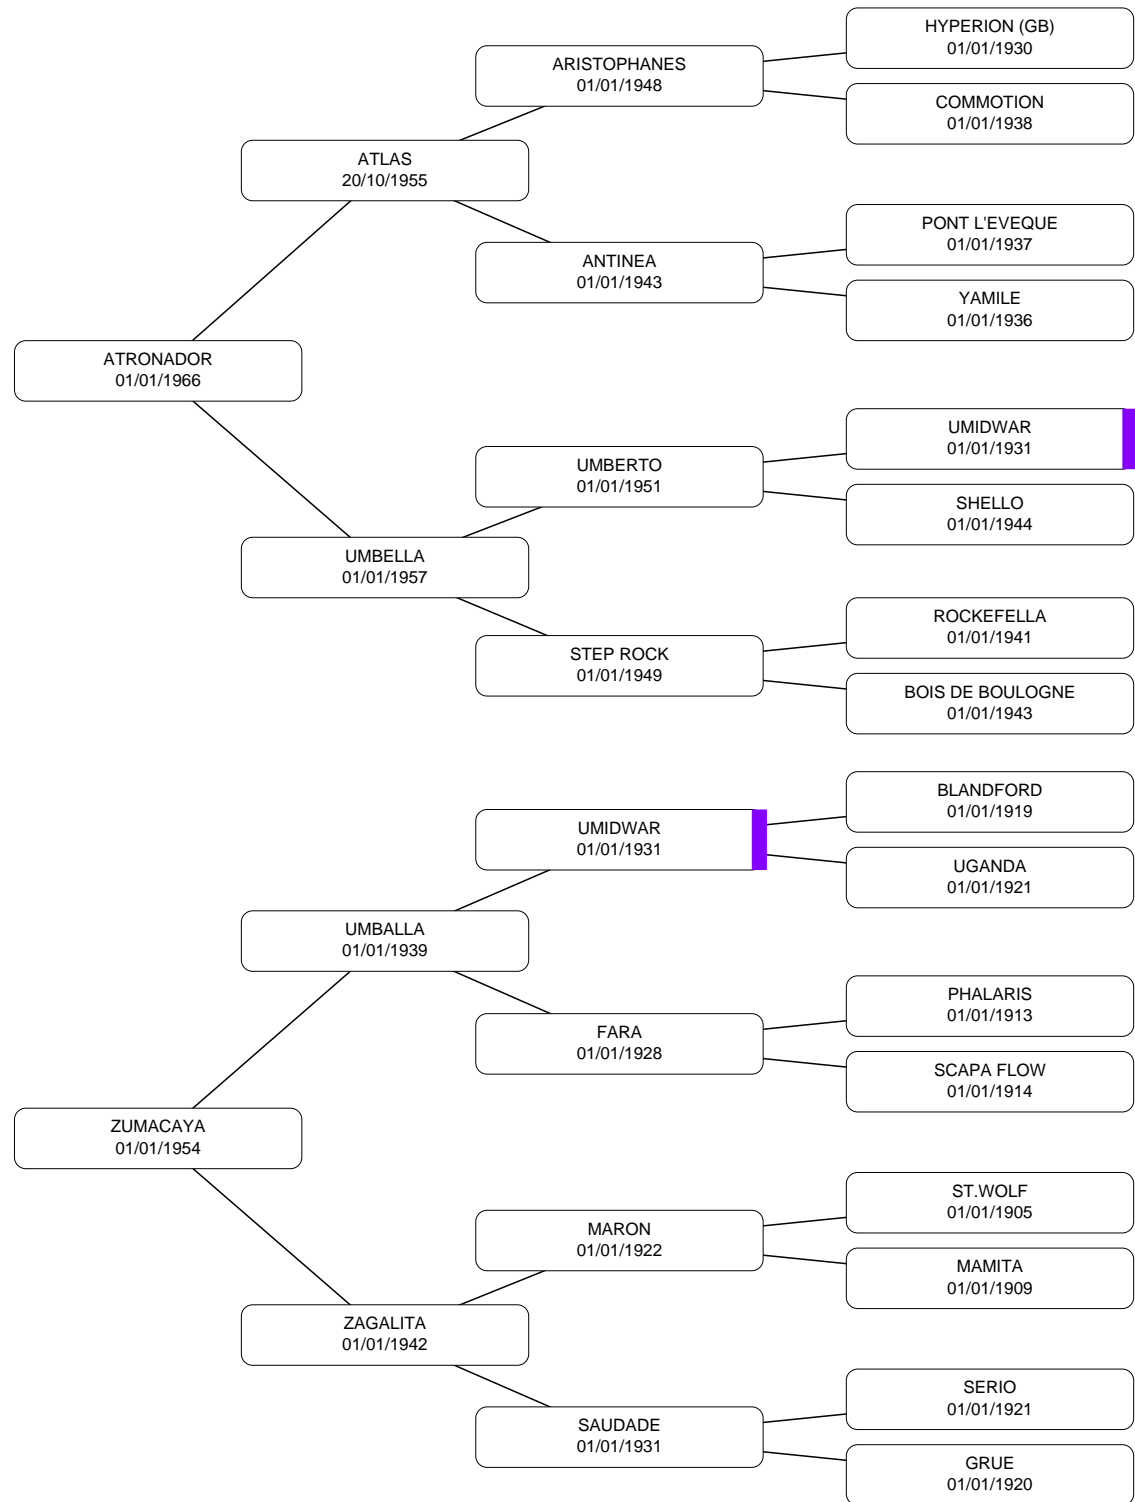 HYPERION (GB)
01/01/1930
ARISTOPHANES
01/01/1948
COMMOTION
01/01/1938
ATLAS
20/10/1955
PONT L'EVEQUE
01/01/1937
ANTINEA
01/01/1943
YAMILE
01/01/1936
ATRONADOR
01/01/1966
UMIDWAR
01/01/1931
UMBERTO
01/01/1951
SHELLO
01/01/1944
UMBELLA
01/01/1957
ROCKEFELLA
01/01/1941
STEP ROCK
01/01/1949
BOIS DE BOULOGNE
01/01/1943
BLANDFORD
01/01/1919
UMIDWAR
01/01/1931
UGANDA
01/01/1921
UMBALLA
01/01/1939
PHALARIS
01/01/1913
FARA
01/01/1928
SCAPA FLOW
01/01/1914
ZUMACAYA
01/01/1954
ST.WOLF
01/01/1905
MARON
01/01/1922
MAMITA
01/01/1909
ZAGALITA
01/01/1942
SERIO
01/01/1921
SAUDADE
01/01/1931
GRUE
01/01/1920